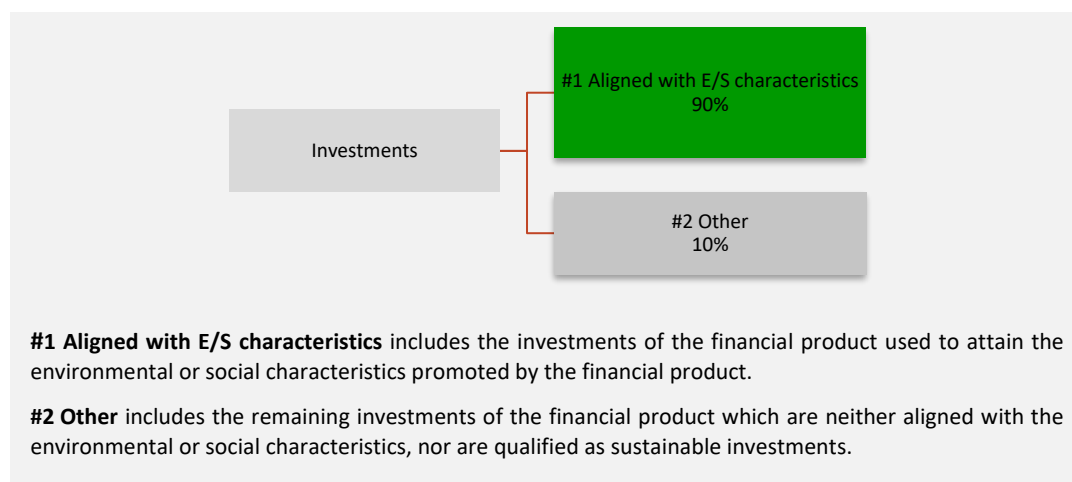 #1 Aligned with E/S characteristics
90%
Investments
#2 Other
10%
#1 Aligned with E/S characteristics includes the investments of the financial product used to attain the
environmental or social characteristics promoted by the financial product.
#2 Other includes the remaining investments of the financial product which are neither aligned with the
environmental or social characteristics, nor are qualified as sustainable investments.